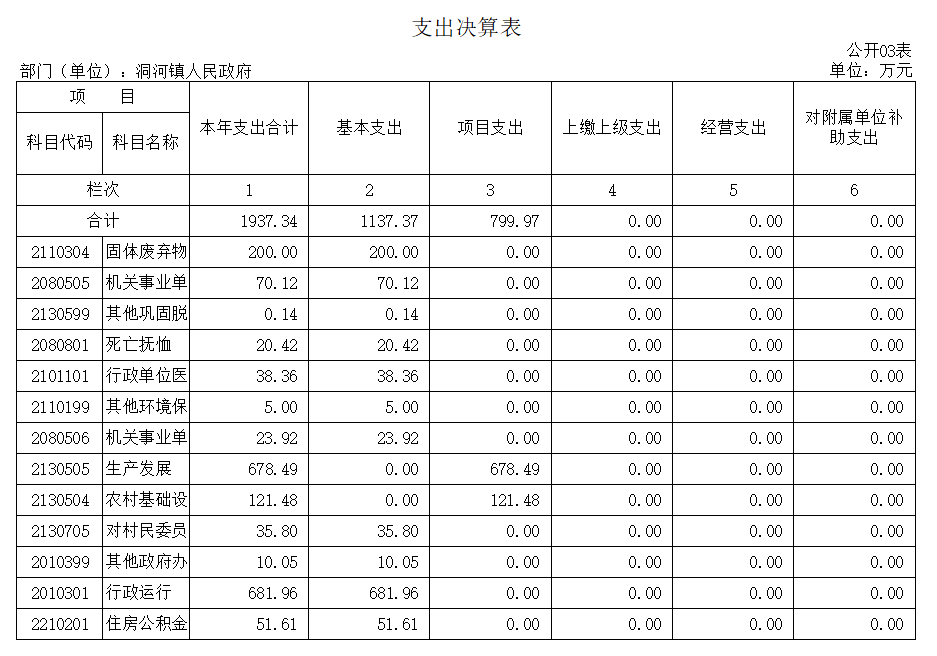 支出决算表
公开03表
部门（单位）：洞河镇人民政府 单位：万元
项 目 本年支出合计 基本支出 项目支出 上缴上级支出 经营支出 对附属单位补助支出
科目代码 科目名称
栏次 1 2 3 4 5 6
合计 1937.34 1137.37 799.97 0.00 0.00 0.00
2110304 固体废弃物 200.00 200.00 0.00 0.00 0.00 0.00
2080505 机关事业单 70.12 70.12 0.00 0.00 0.00 0.00
2130599 其他巩固脱 0.14 0.14 0.00 0.00 0.00 0.00
2080801 死亡抚恤 20.42 20.42 0.00 0.00 0.00 0.00
2101101 行政单位医 38.36 38.36 0.00 0.00 0.00 0.00
2110199 其他环境保 5.00 5.00 0.00 0.00 0.00 0.00
2080506 机关事业单 23.92 23.92 0.00 0.00 0.00 0.00
2130505 生产发展 678.49 0.00 678.49 0.00 0.00 0.00
2130504 农村基础设 121.48 0.00 121.48 0.00 0.00 0.00
2130705 对村民委员 35.80 35.80 0.00 0.00 0.00 0.00
2010399 其他政府办 10.05 10.05 0.00 0.00 0.00 0.00
2010301 行政运行 681.96 681.96 0.00 0.00 0.00 0.00
2210201 住房公积金 51.61 51.61 0.00 0.00 0.00 0.00